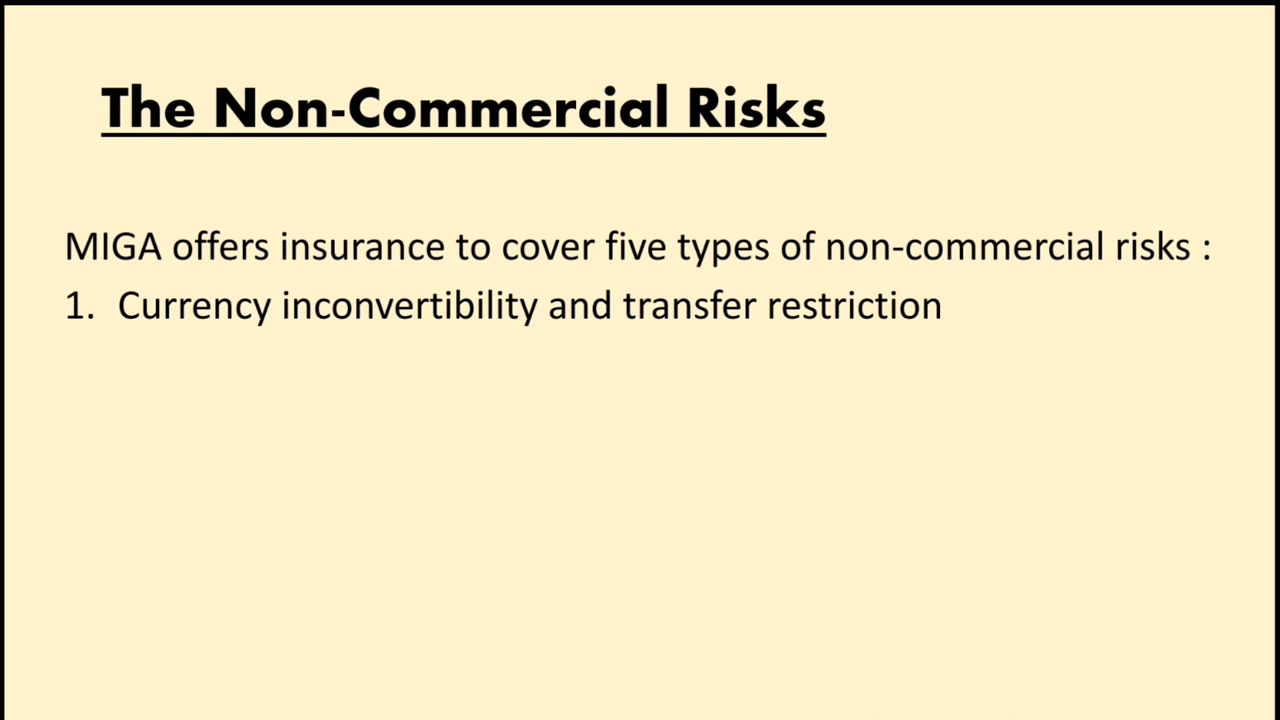 The Non-Commercial Risks
MIGA offers insurance to cover five types of non-commercial risks :
1. Currency inconvertibility and transfer restriction